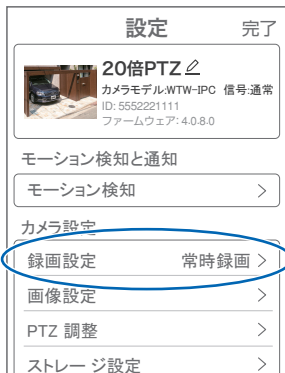 設定 完了
20倍PTZ
カメラモデル:WTW-IPC 信号:通常
ID: 5552221111
ファームウェア: 4.0.8.0
モーション検知と通知
モーション検知
カメラ設定
録画設定 常時録画
画像設定
PTZ 調整
ストレージ設定